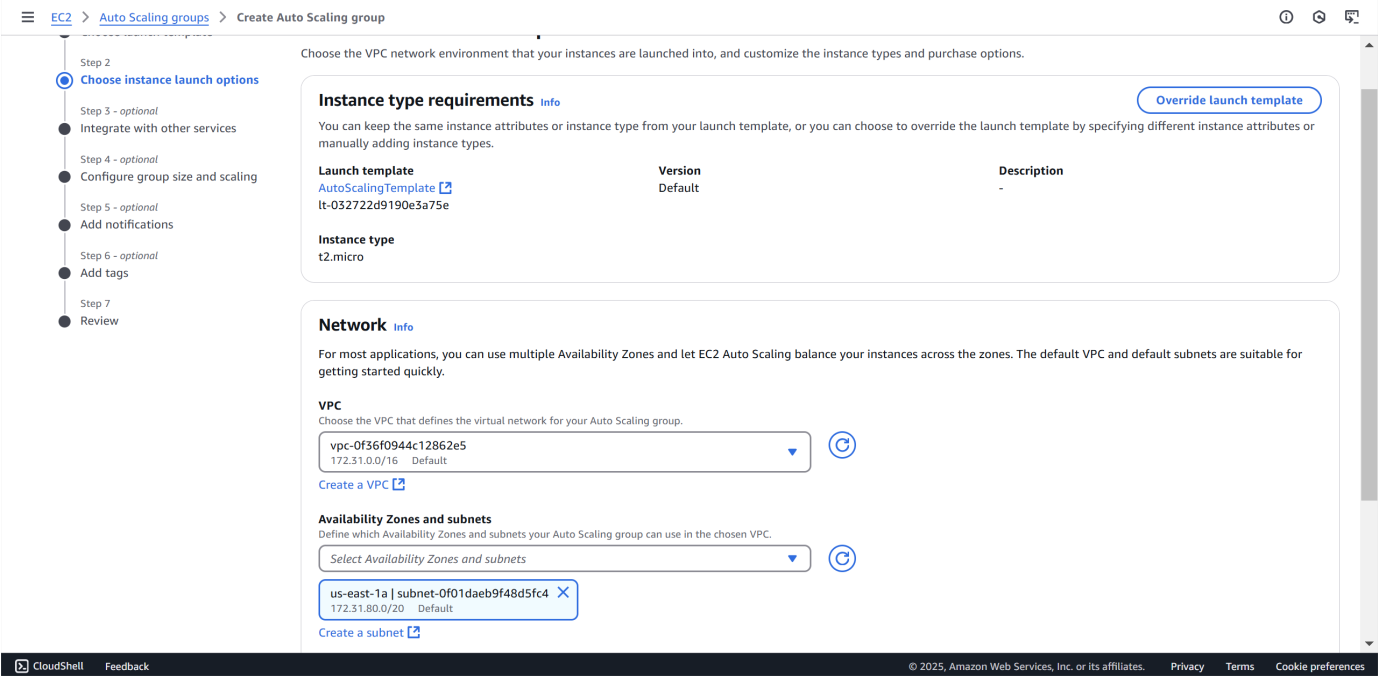 EC2 > Auto Scaling groups > Create Auto Scaling group
Step 2
Choose instance launch options
Step 3 - optional
Integrate with other services
Step 4 - optional
Configure group size and scaling
Step 5 - optional
Add notifications
Step 6 - optional
Add tags
Step 7
Review
Choose the VPC network environment that your instances are launched into, and customize the instance types and purchase options.
Instance type requirements Info
Override launch template
You can keep the same instance attributes or instance type from your launch template, or you can choose to override the launch template by specifying different instance attributes or
manually adding instance types.
Launch template
AutoScalingTemplate
lt-032722d9190e3a75e
Version
Default
Description
-
Instance type
t2.micro
Network Info
For most applications, you can use multiple Availability Zones and let EC2 Auto Scaling balance your instances across the zones. The default VPC and default subnets are suitable for
getting started quickly.
VPC
Choose the VPC that defines the virtual network for your Auto Scaling group.
vpc-0f36f0944c12862e5
172.31.0.0/16 Default
Create a VPC
Availability Zones and subnets
Define which Availability Zones and subnets your Auto Scaling group can use in the chosen VPC.
Select Availability Zones and subnets
us-east-1a | subnet-0f01daeb9f48d5fc4
172.31.80.0/20 Default
Create a subnet
CloudShell Feedback © 2025, Amazon Web Services, Inc. or its affiliates. Privacy Terms Cookie preferences